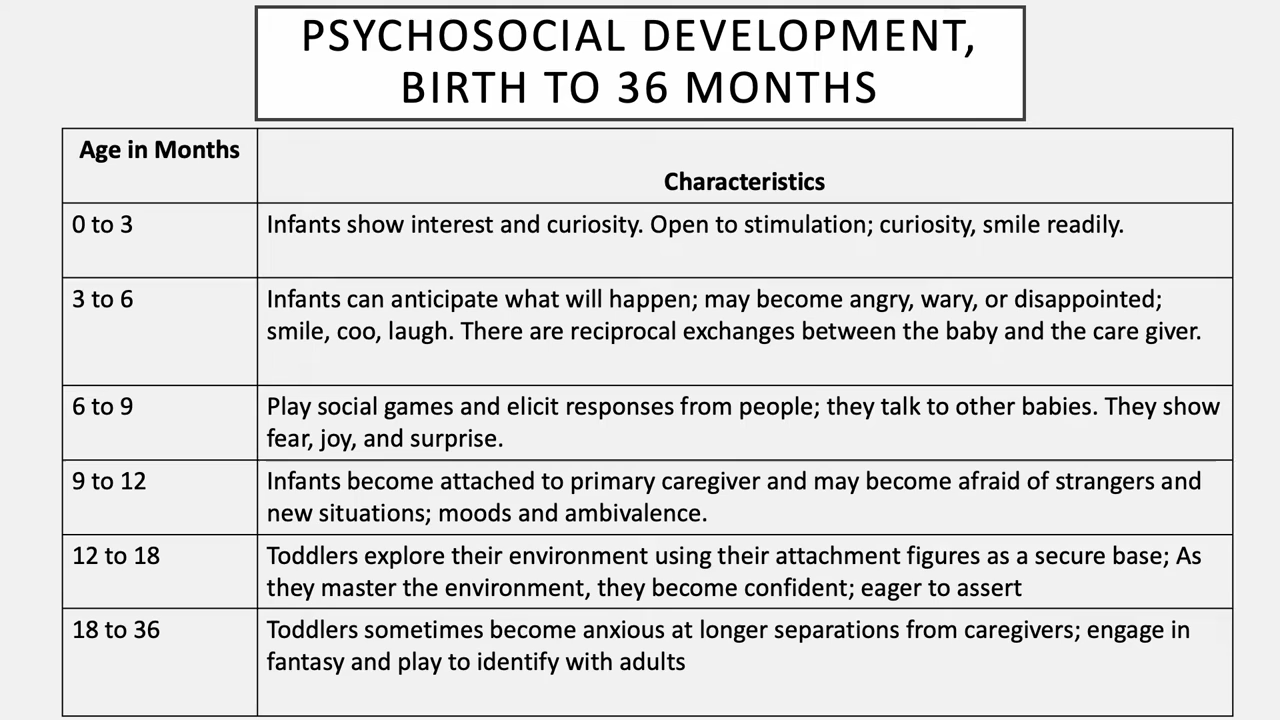 PSYCHOSOCIAL DEVELOPMENT,
BIRTH TO 36 MONTHS
Age in Months
Characteristics
0 to 3
Infants show interest and curiosity. Open to stimulation; curiosity, smile readily.
3 to 6
Infants can anticipate what will happen; may become angry, wary, or disappointed;
smile, coo, laugh. There are reciprocal exchanges between the baby and the care giver.
6 to 9
Play social games and elicit responses from people; they talk to other babies. They show
fear, joy, and surprise.
9 to 12
Infants become attached to primary caregiver and may become afraid of strangers and
new situations; moods and ambivalence.
12 to 18
Toddlers explore their environment using their attachment figures as a secure base; As
they master the environment, they become confident; eager to assert
18 to 36
Toddlers sometimes become anxious at longer separations from caregivers; engage in
fantasy and play to identify with adults